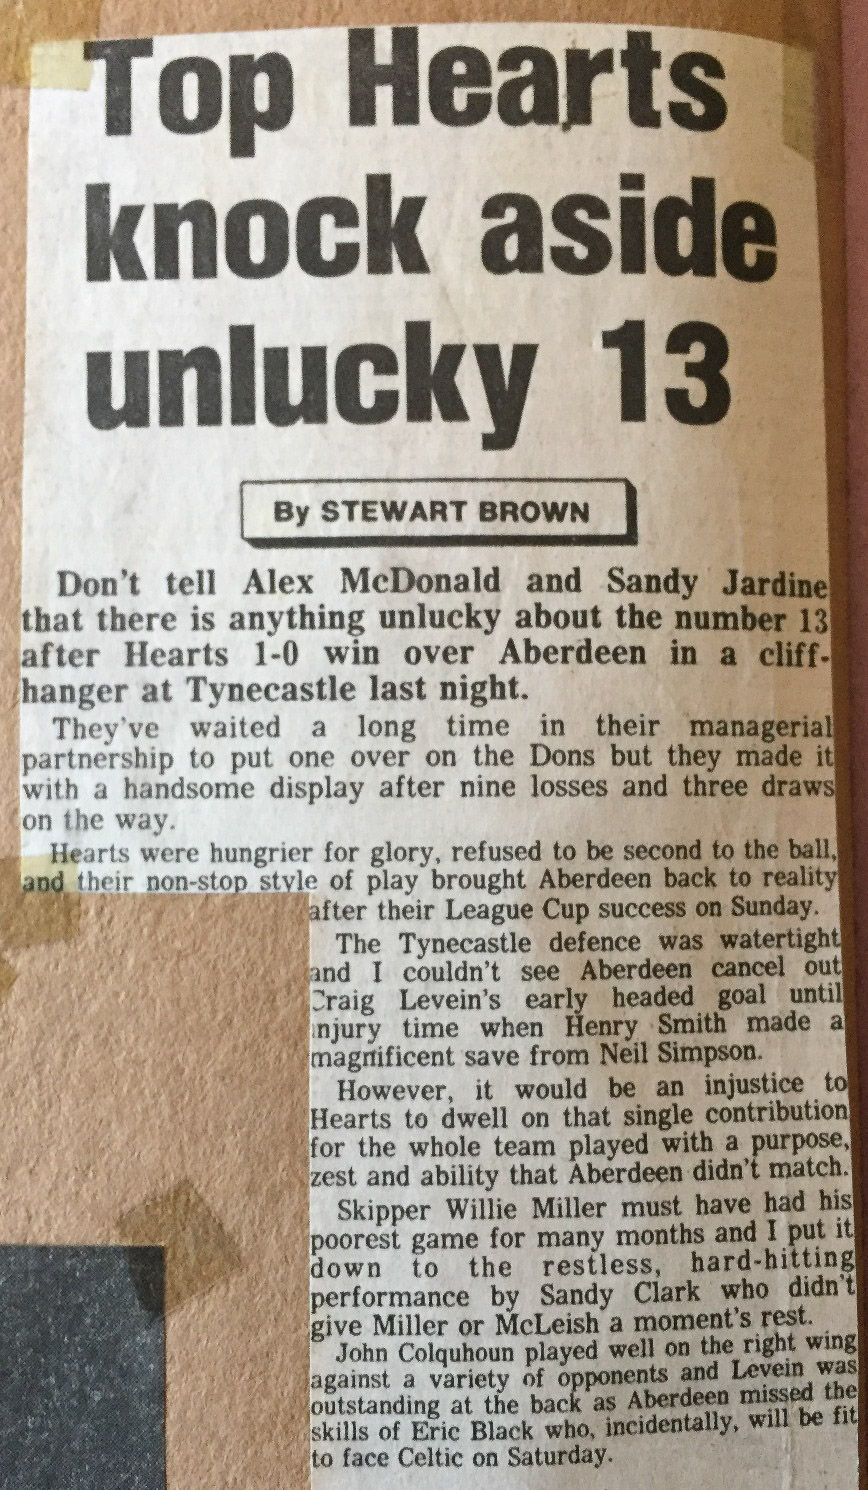 Top Hearts
knock aside
unlucky 13
By STEWART BROWN
Don't tell Alex McDonald and Sandy Jardine
that there is anything unlucky about the number 13
after Hearts 1-0 win over Aberdeen in a cliff-
hanger at Tynecastle last night.
They've waited a long time in their managerial
partnership to put one over on the Dons but they made it
with a handsome display after nine losses and three draws
on the way.
Hearts were hungrier for glory, refused to be second to the ball,
and their non-stop style of play brought Aberdeen back to reality
after their League Cup success on Sunday.
The Tynecastle defence was watertight
and I couldn't see Aberdeen cancel out
Craig Levein's early headed goal until
injury time when Henry Smith made a
magnificent save from Neil Simpson.
However, it would be an injustice to
Hearts to dwell on that single contribution
for the whole team played with a purpose,
zest and ability that Aberdeen didn't match.
Skipper Willie Miller must have had his
poorest game for many months and I put it
down to the restless, hard-hitting
performance by Sandy Clark who didn't
give Miller or McLeish a moment's rest.
John Colquhoun played well on the right wing
against a variety of opponents and Levein was
outstanding at the back as Aberdeen missed the
skills of Eric Black who, incidentally, will be fit
to face Celtic on Saturday.